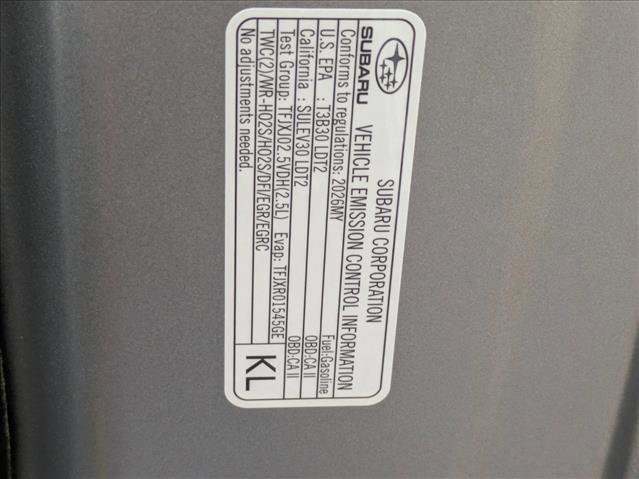 SUBARU CORPORATION
SUBARU VEHICLE EMISSION CONTROL INFORMATION
Conforms to regulations: 2026MY Fuel:Gasoline
U.S. EPA : T3B30 LDT2 OBD:CA II
California : SULEV30 LDT2 OBD:CA II
Test Group: TFJXJ02.5VDH(2.5L) Evap: TFJXR01545GE
TWC(2)/WR-HO2S/HO2S/DFI/EGR/EGRC
No adjustments needed.
KL